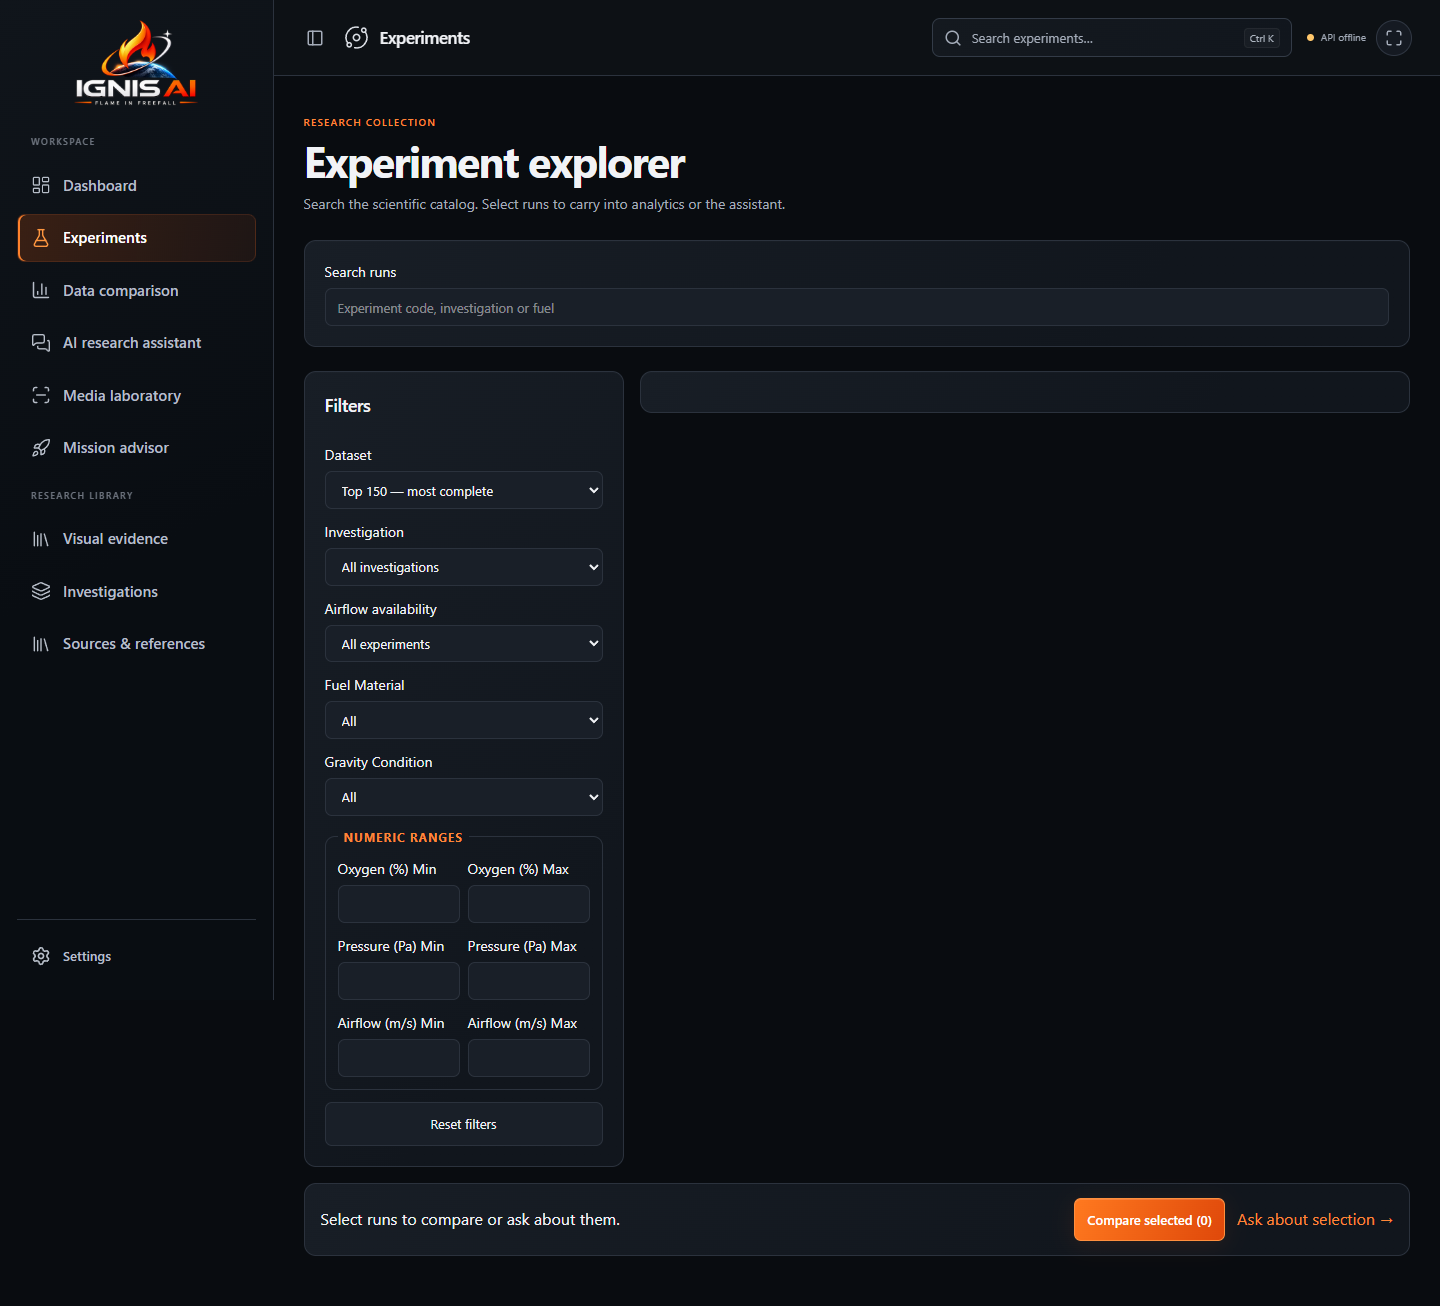 IGNIS AI
FLAME IN FREEFALL
WORKSPACE
Dashboard
Experiments
Data comparison
AI research assistant
Media laboratory
Mission advisor
RESEARCH LIBRARY
Visual evidence
Investigations
Sources & references
Settings
Experiments
Search experiments...
Ctrl K
API offline
RESEARCH COLLECTION
Experiment explorer
Search the scientific catalog. Select runs to carry into analytics or the assistant.
Search runs
Experiment code, investigation or fuel
Filters
Dataset
Top 150 — most complete
Investigation
All investigations
Airflow availability
All experiments
Fuel Material
All
Gravity Condition
All
NUMERIC RANGES
Oxygen (%) Min Oxygen (%) Max
Pressure (Pa) Min Pressure (Pa) Max
Airflow (m/s) Min Airflow (m/s) Max
Reset filters
Select runs to compare or ask about them.
Compare selected (0)
Ask about selection →